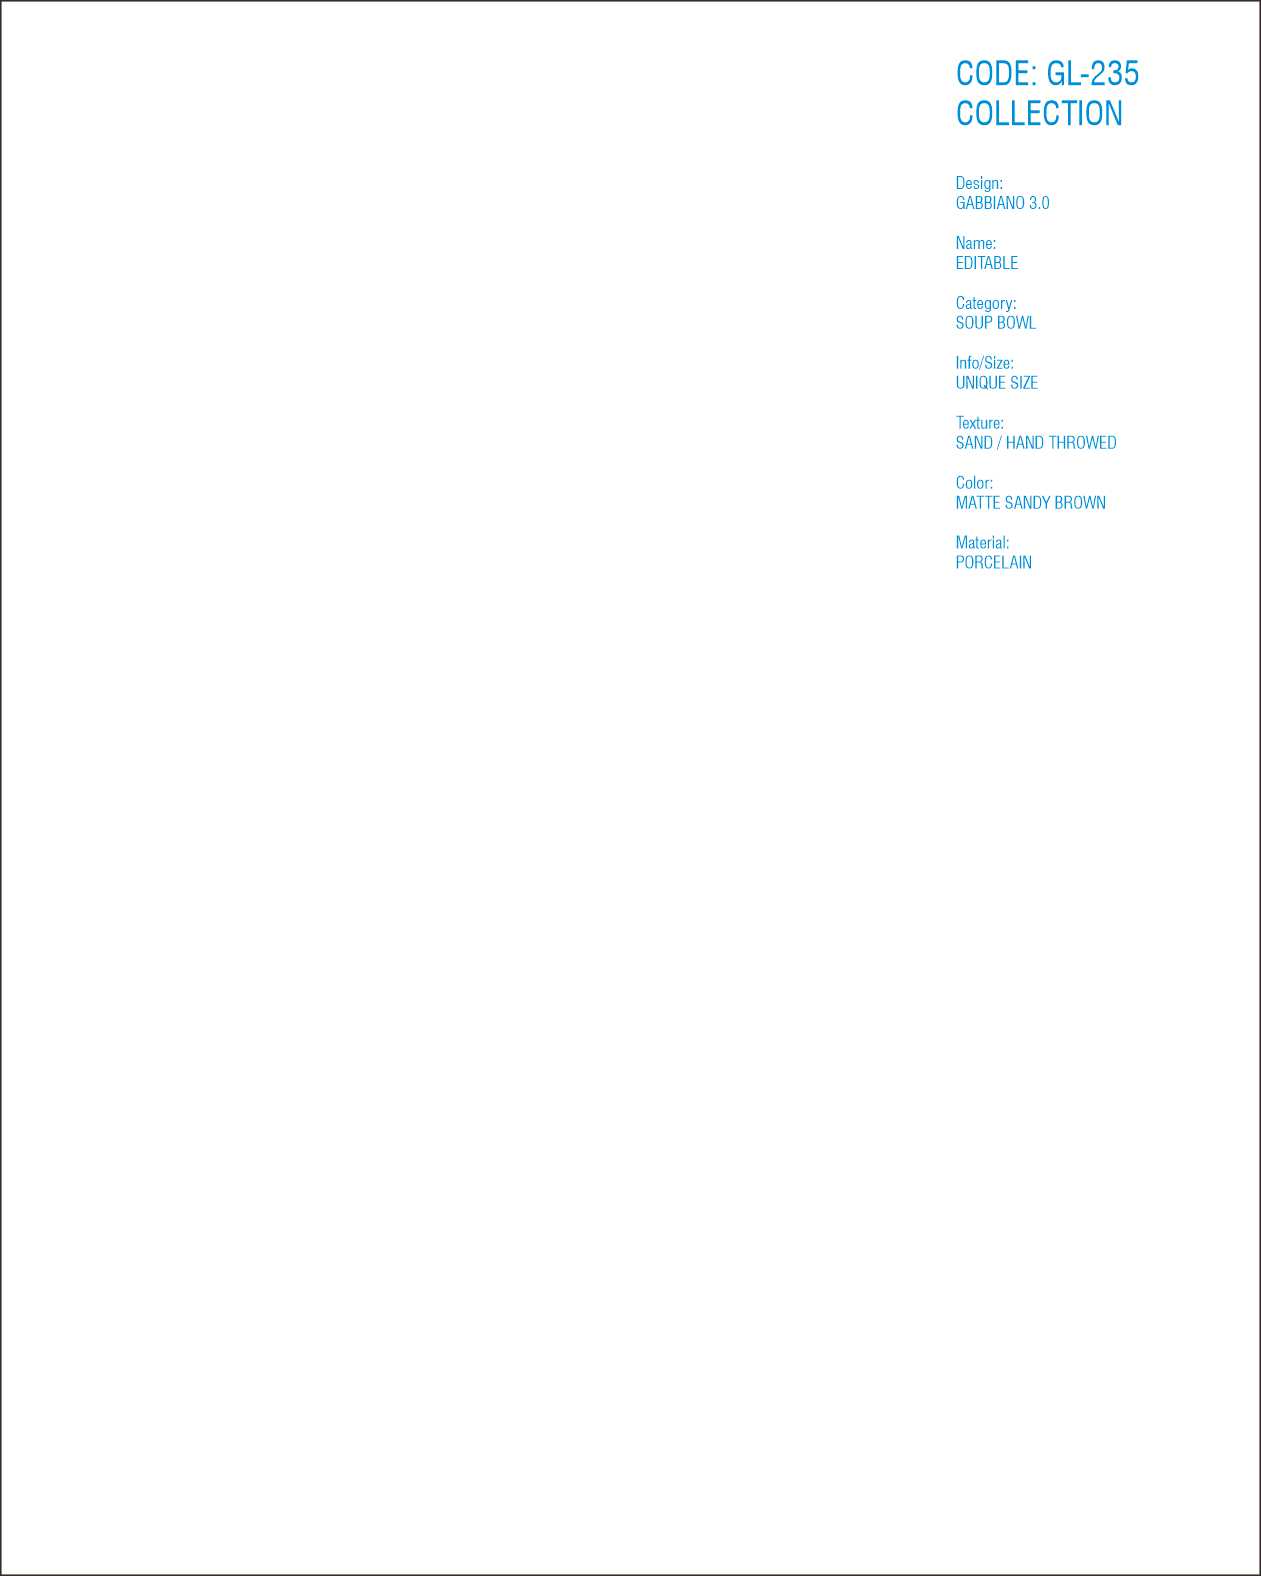 CODE: GL-235
COLLECTION
Design:
GABBIANO 3.0
Name:
EDITABLE
Category:
SOUP BOWL
Info/Size:
UNIQUE SIZE
Texture:
SAND / HAND THROWED
Color:
MATTE SANDY BROWN
Material:
PORCELAIN